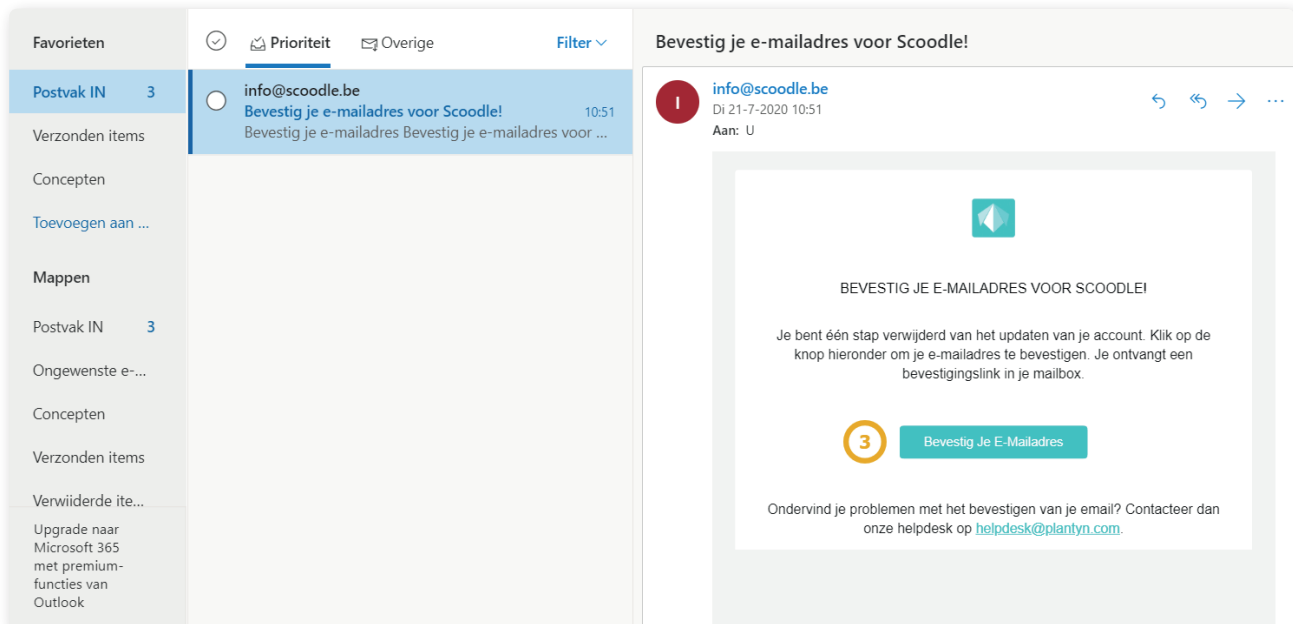 Favorieten
Postvak IN 3
Verzonden items
Concepten
Toevoegen aan ...
Mappen
Postvak IN 3
Ongewenste e-...
Concepten
Verzonden items
Verwijderde ite...
Upgrade naar
Microsoft 365
met premium-
functies van
Outlook
Prioriteit Overige Filter
info@scoodle.be
Bevestig je e-mailadres voor Scoodle! 10:51
Bevestig je e-mailadres Bevestig je e-mailadres voor ...
Bevestig je e-mailadres voor Scoodle!
I
info@scoodle.be
Di 21-7-2020 10:51
Aan: U
BEVESTIG JE E-MAILADRES VOOR SCOODLE!
Je bent één stap verwijderd van het updaten van je account. Klik op de
knop hieronder om je e-mailadres te bevestigen. Je ontvangt een
bevestigingslink in je mailbox.
3 Bevestig Je E-Mailadres
Ondervind je problemen met het bevestigen van je email? Contacteer dan
onze helpdesk op helpdesk@plantyn.com.